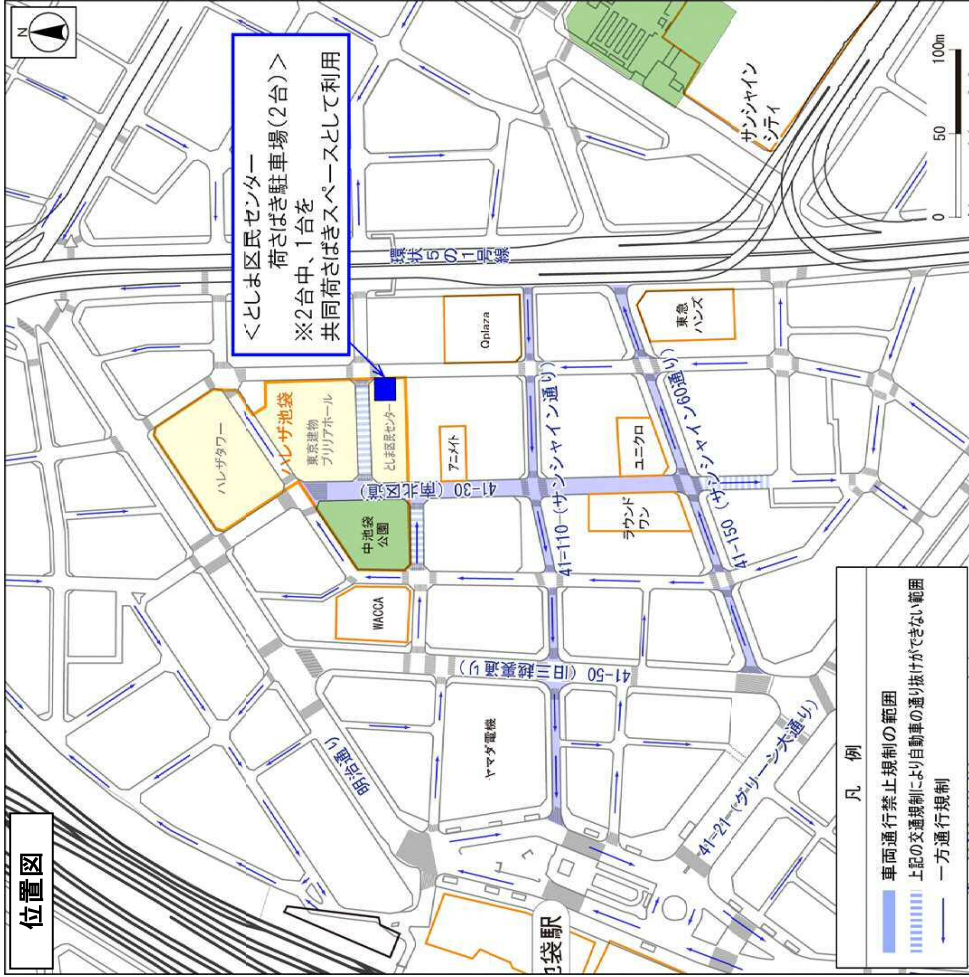 位置図
N
<としま区民センター
荷さばき駐車場(2台)>
※2台中、1台を
共同荷さばきスペースとして利用
ハレザタワー
ハレザ池袋
東京建物
ブリリアホール
としま区民センター
中池袋
公園
WACCA
アニメイト
Qplaza
環状5の1号線
サンシャイン
シティ
東急
ハンズ
ユニクロ
ラウンド
ワン
ヤマダ電機
明治通り
41-30(南北区道)
41-50(旧三越裏通り)
41-110(サンシャイン通り)
41-150(サンシャイン60通り)
41-21(グリーン大通り)
袋駅
凡 例
車両通行禁止規制の範囲
上記の交通規制により自動車の通り抜けができない範囲
一方通行規制
0 50 100m